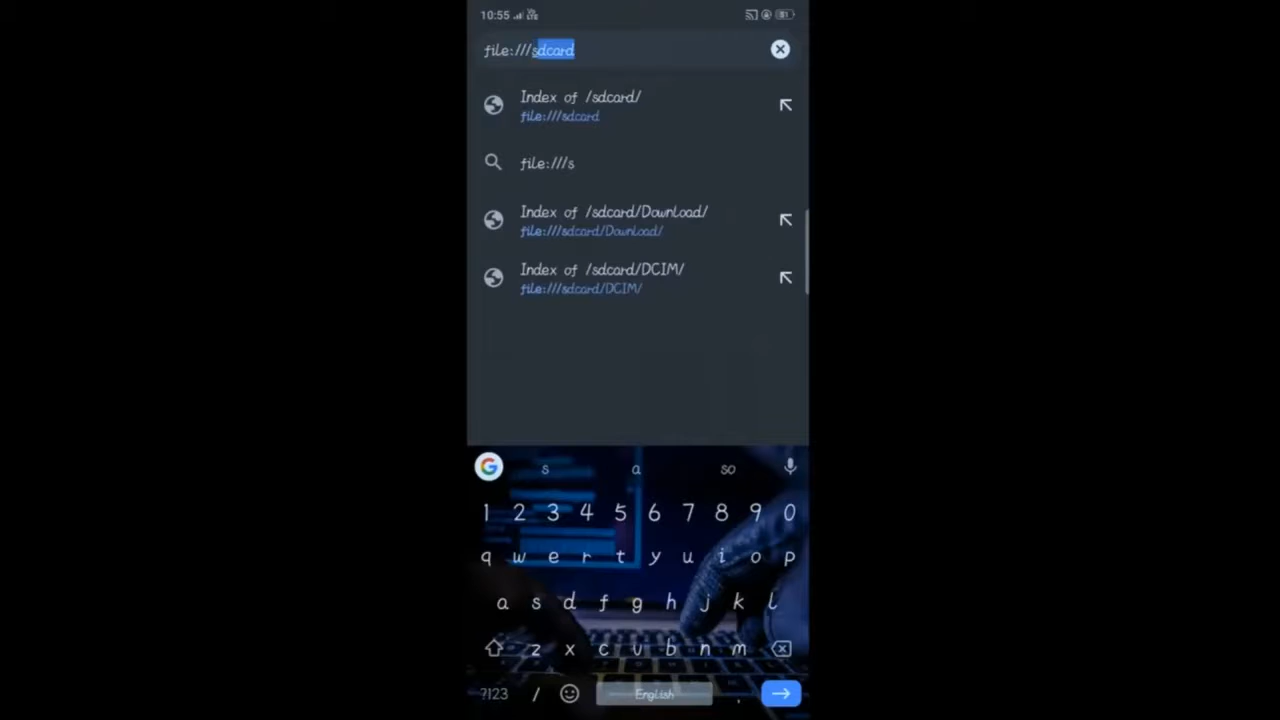 10:55
file:///sdcard
Index of /sdcard/
file:///sdcard
file:///s
Index of /sdcard/Download/
file:///sdcard/Download/
Index of /sdcard/DCIM/
file:///sdcard/DCIM/
s a so
1 2 3 4 5 6 7 8 9 0
q w e r t y u i o p
a s d f g h j k l
z x c v b n m
?123 / English .